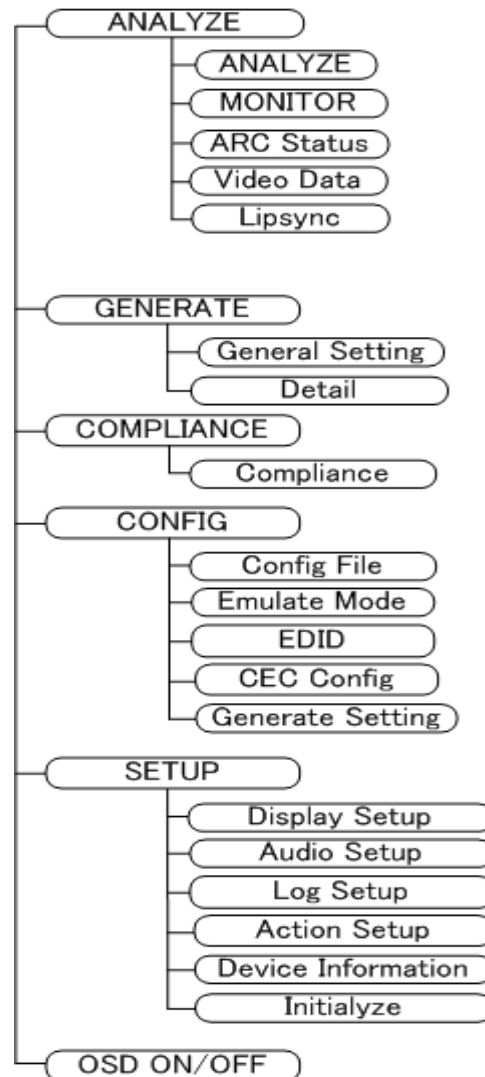 ANALYZE
ANALYZE
MONITOR
ARC Status
Video Data
Lipsync
GENERATE
General Setting
Detail
COMPLIANCE
Compliance
CONFIG
Config File
Emulate Mode
EDID
CEC Config
Generate Setting
SETUP
Display Setup
Audio Setup
Log Setup
Action Setup
Device Information
Initialyze
OSD ON/OFF